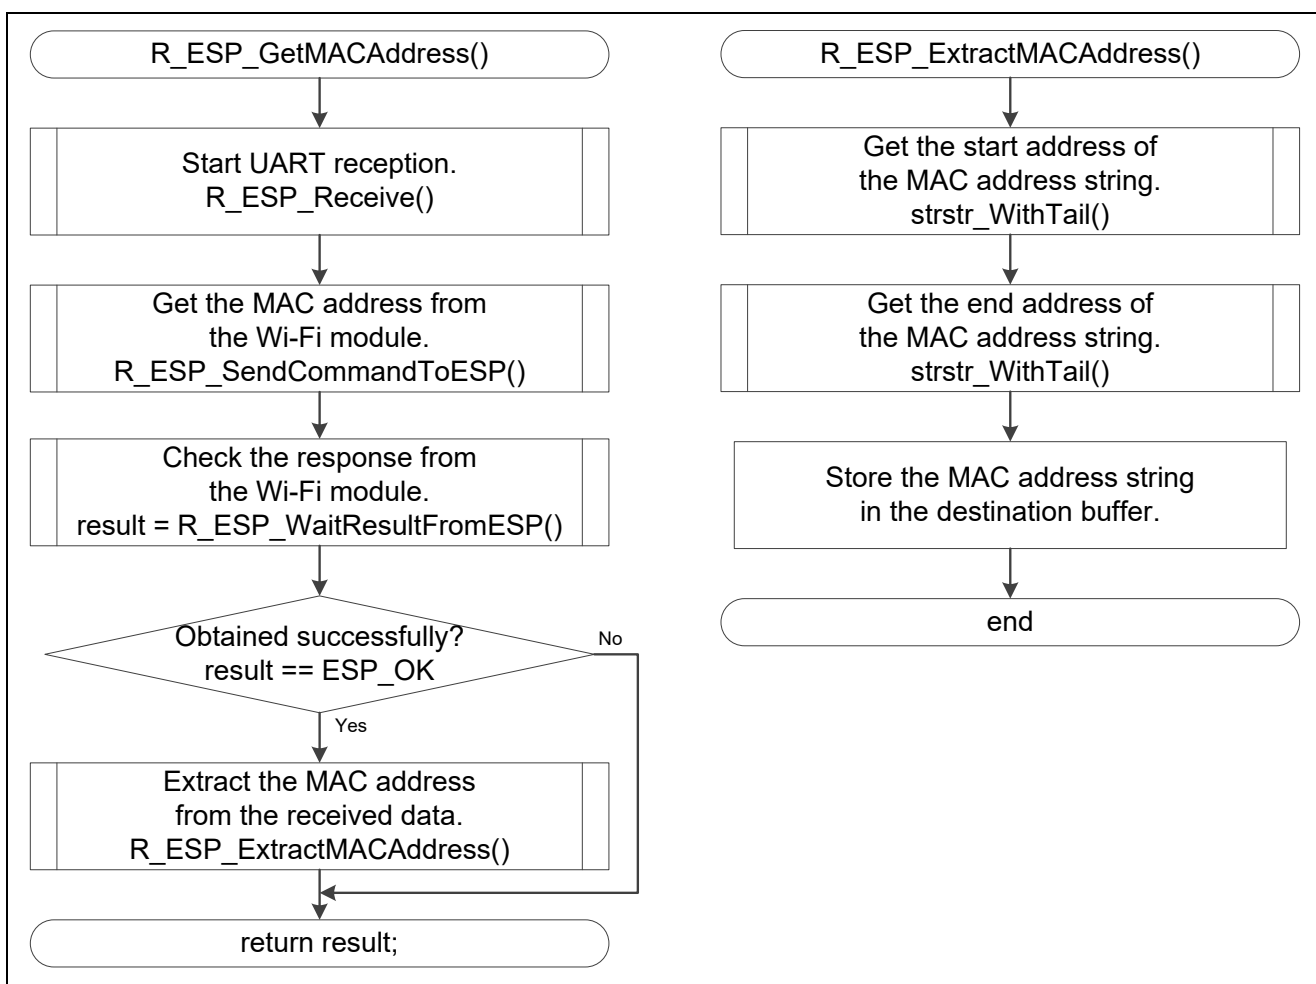 R_ESP_GetMACAddress()
Start UART reception.
R_ESP_Receive()
Get the MAC address from
the Wi-Fi module.
R_ESP_SendCommandToESP()
Check the response from
the Wi-Fi module.
result = R_ESP_WaitResultFromESP()
Obtained successfully?
result == ESP_OK
No
Yes
Extract the MAC address
from the received data.
R_ESP_ExtractMACAddress()
return result;
R_ESP_ExtractMACAddress()
Get the start address of
the MAC address string.
strstr_WithTail()
Get the end address of
the MAC address string.
strstr_WithTail()
Store the MAC address string
in the destination buffer.
end